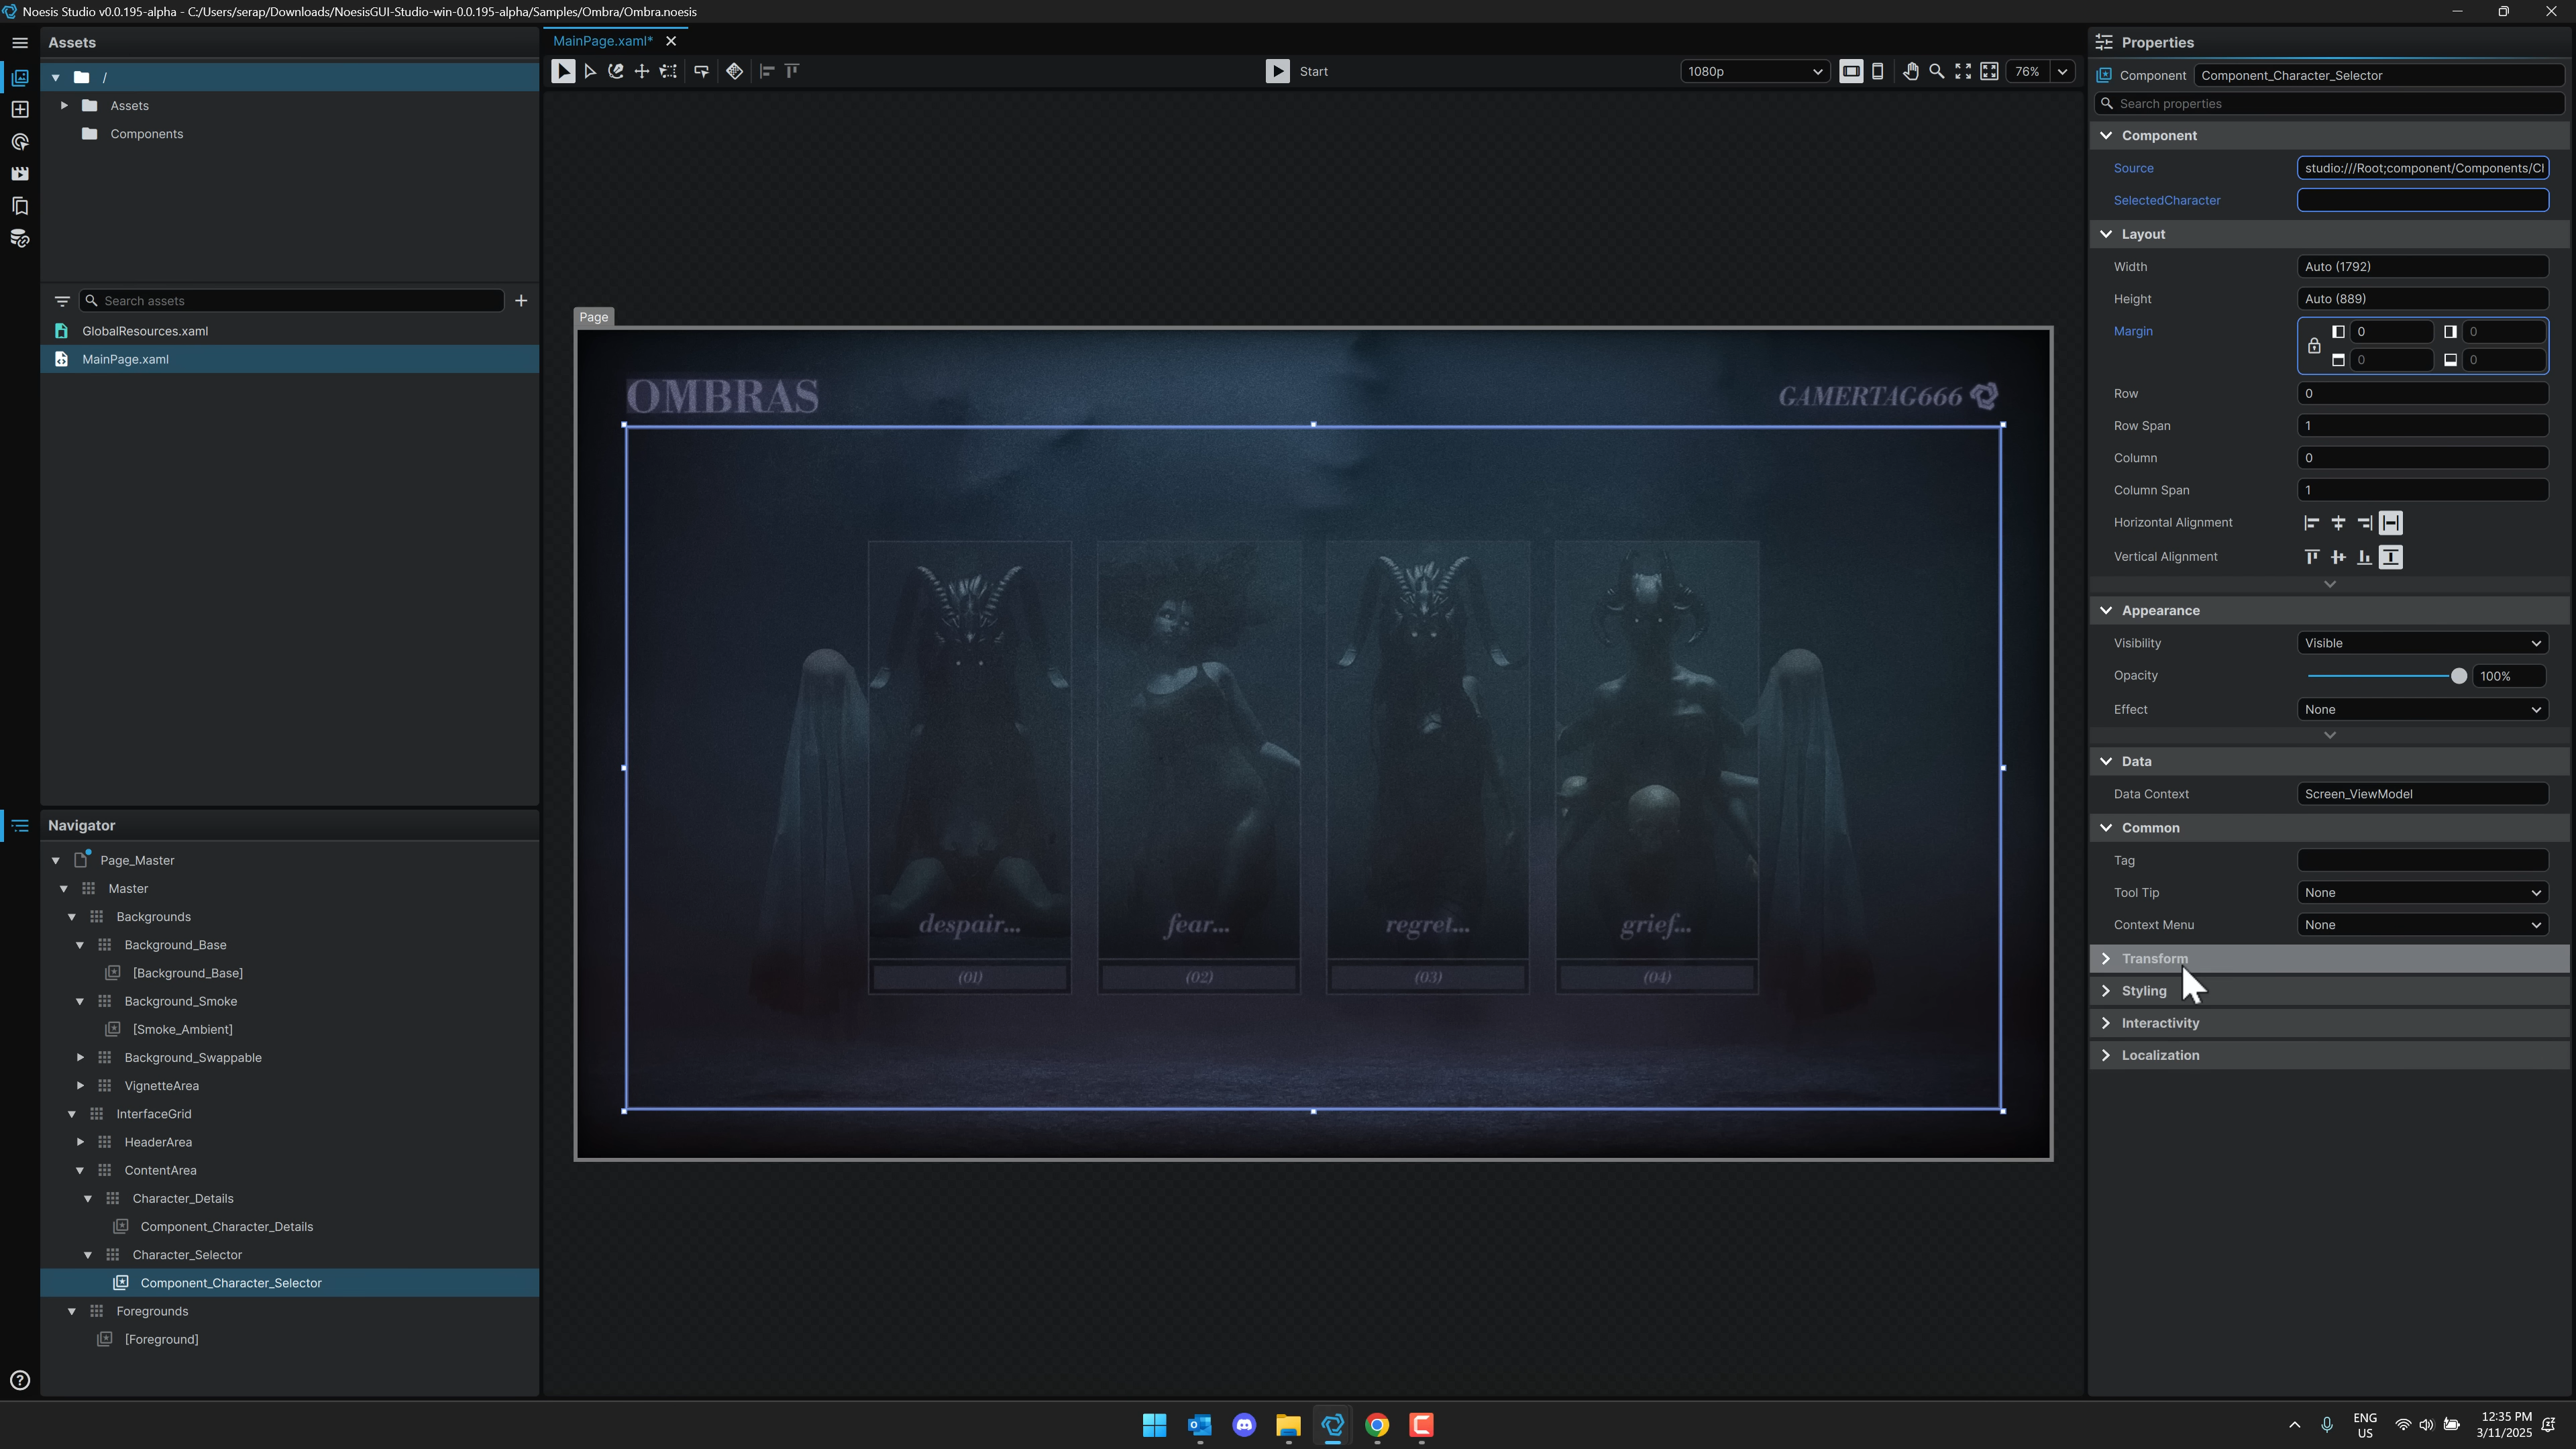 Noesis Studio v0.0.195-alpha - C:/Users/serap/Downloads/NoesisGUI-Studio-win-0.0.195-alpha/Samples/Ombra/Ombra.noesis
Assets
/
Assets
Components
Search assets
GlobalResources.xaml
MainPage.xaml
Navigator
Page_Master
Master
Backgrounds
Background_Base
[Background_Base]
Background_Smoke
[Smoke_Ambient]
Background_Swappable
VignetteArea
InterfaceGrid
HeaderArea
ContentArea
Character_Details
Component_Character_Details
Character_Selector
Component_Character_Selector
Foregrounds
[Foreground]
MainPage.xaml*
Start
1080p
76%
Page
OMBRAS
GAMERTAG666
despair...
fear...
regret...
grief...
(01)
(02)
(03)
(04)
Properties
Component
Component_Character_Selector
Search properties
Component
Source
studio:///Root;component/Components/Cl
SelectedCharacter
Layout
Width
Auto (1792)
Height
Auto (889)
Margin
0
0
0
0
Row
0
Row Span
1
Column
0
Column Span
1
Horizontal Alignment
Vertical Alignment
Appearance
Visibility
Visible
Opacity
100%
Effect
None
Data
Data Context
Screen_ViewModel
Common
Tag
Tool Tip
None
Context Menu
None
Transform
Styling
Interactivity
Localization
ENG
US
12:35 PM
3/11/2025